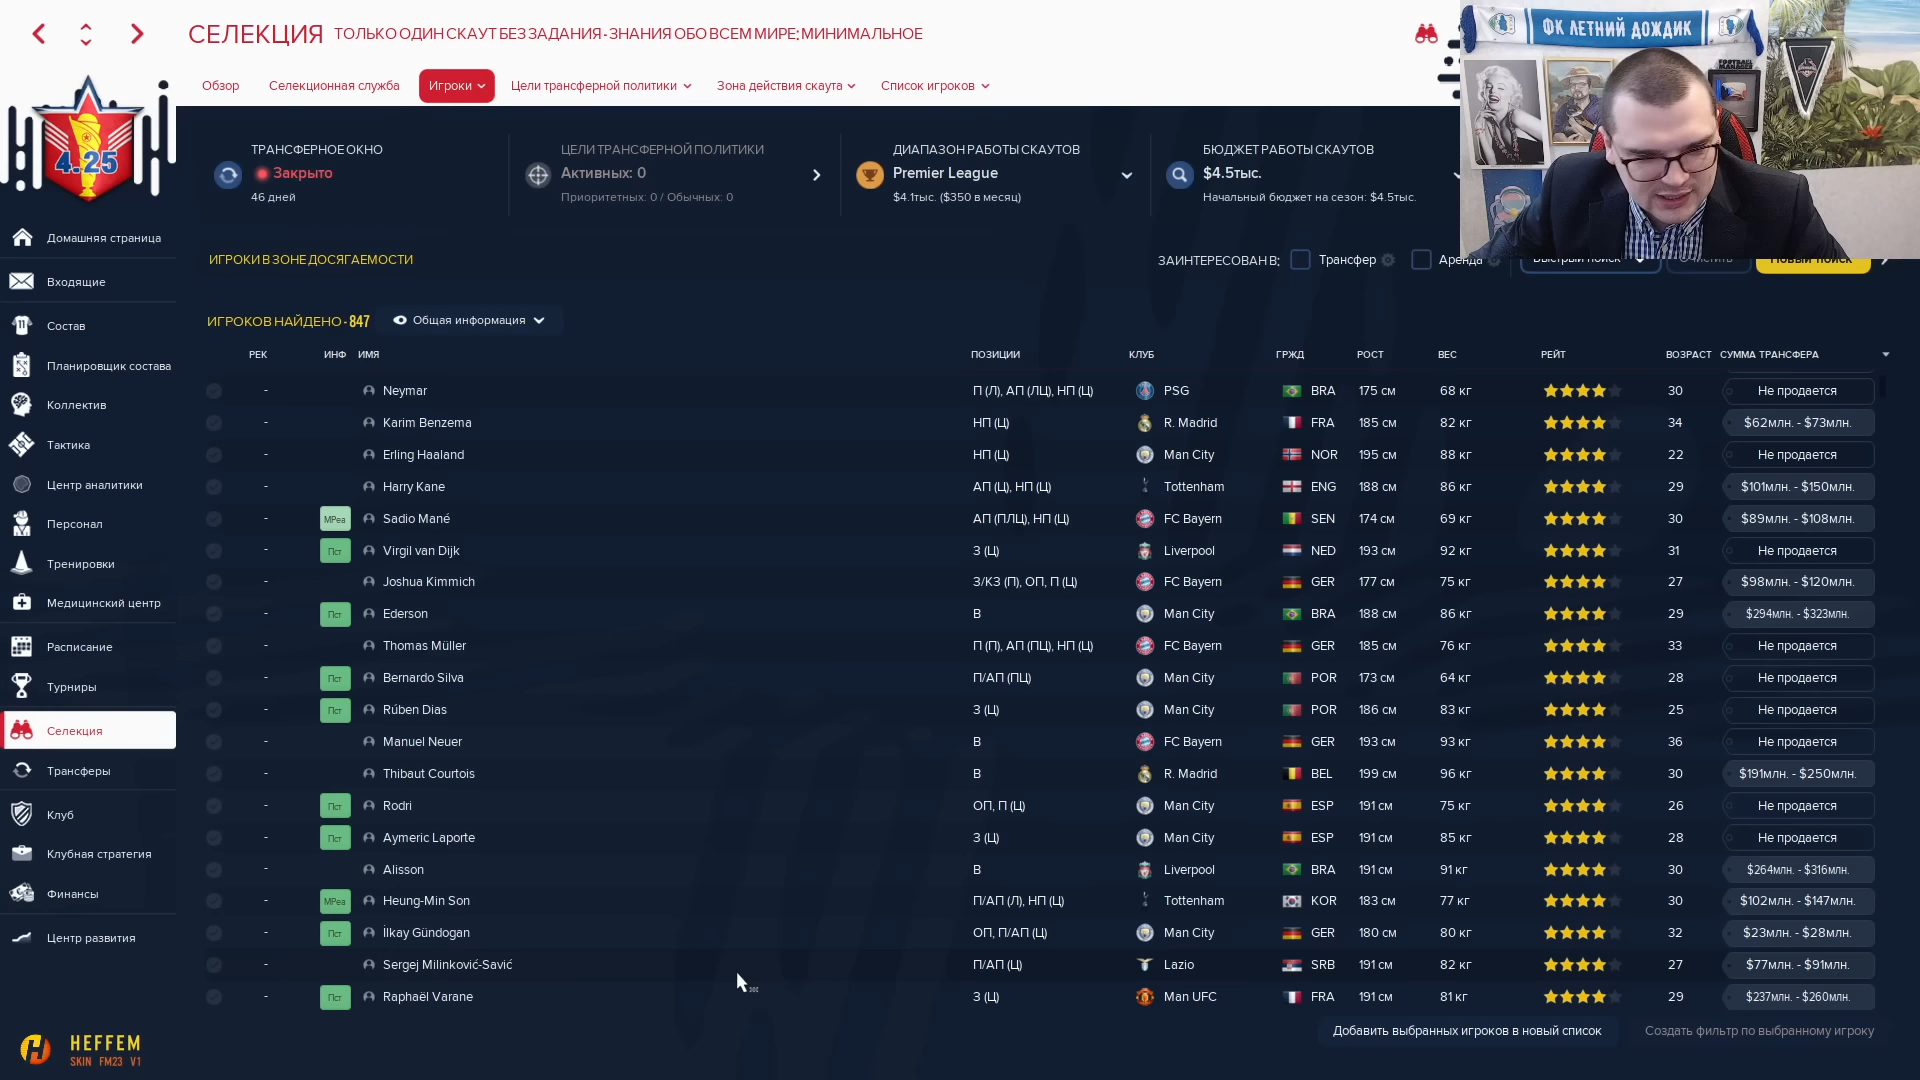 СЕЛЕКЦИЯ ТОЛЬКО ОДИН СКАУТ БЕЗ ЗАДАНИЯ - ЗНАНИЯ ОБО ВСЕМ МИРЕ: МИНИМАЛЬНОЕ
ФК ЛЕТНИЙ ДОЖДИК
Обзор Селекционная служба Игроки Цели трансферной политики Зона действия скаута Список игроков
4.25
ТРАНСФЕРНОЕ ОКНО
Закрыто
46 дней
ЦЕЛИ ТРАНСФЕРНОЙ ПОЛИТИКИ
Активных: 0
Приоритетных: 0 / Обычных: 0
ДИАПАЗОН РАБОТЫ СКАУТОВ
Premier League
$4.1тыс. ($350 в месяц)
БЮДЖЕТ РАБОТЫ СКАУТОВ
$4.5тыс.
Начальный бюджет на сезон: $4.5тыс.
Домашняя страница
Входящие
Состав
Планировщик состава
Коллектив
Тактика
Центр аналитики
Персонал
Тренировки
Медицинский центр
Расписание
Турниры
Селекция
Трансферы
Клуб
Клубная стратегия
Финансы
Центр развития
HEFFEM
SKIN FM23 V1
ИГРОКИ В ЗОНЕ ДОСЯГАЕМОСТИ
ЗАИНТЕРЕСОВАН В: Трансфер Аренда Быстрый поиск Очистить Новый поиск
ИГРОКОВ НАЙДЕНО - 847 Общая информация
РЕК ИНФ ИМЯ ПОЗИЦИИ КЛУБ ГРЖД РОСТ ВЕС РЕЙТ ВОЗРАСТ СУММА ТРАНСФЕРА
- Neymar П (Л), АП (ЛЦ), НП (Ц) PSG BRA 175 см 68 кг 30 Не продается
- Karim Benzema НП (Ц) R. Madrid FRA 185 см 82 кг 34 $62млн. - $73млн.
- Erling Haaland НП (Ц) Man City NOR 195 см 88 кг 22 Не продается
- Harry Kane АП (Ц), НП (Ц) Tottenham ENG 188 см 86 кг 29 $101млн. - $150млн.
- МРеа Sadio Mané АП (ПЛЦ), НП (Ц) FC Bayern SEN 174 см 69 кг 30 $89млн. - $108млн.
- Пст Virgil van Dijk З (Ц) Liverpool NED 193 см 92 кг 31 Не продается
- Joshua Kimmich З/КЗ (П), ОП, П (Ц) FC Bayern GER 177 см 75 кг 27 $98млн. - $120млн.
- Пст Ederson В Man City BRA 188 см 86 кг 29 $294млн. - $323млн.
- Thomas Müller П (П), АП (ПЦ), НП (Ц) FC Bayern GER 185 см 76 кг 33 Не продается
- Пст Bernardo Silva П/АП (ПЦ) Man City POR 173 см 64 кг 28 Не продается
- Пст Rúben Dias З (Ц) Man City POR 186 см 83 кг 25 Не продается
- Manuel Neuer В FC Bayern GER 193 см 93 кг 36 Не продается
- Thibaut Courtois В R. Madrid BEL 199 см 96 кг 30 $191млн. - $250млн.
- Пст Rodri ОП, П (Ц) Man City ESP 191 см 75 кг 26 Не продается
- Пст Aymeric Laporte З (Ц) Man City ESP 191 см 85 кг 28 Не продается
- Alisson В Liverpool BRA 191 см 91 кг 30 $264млн. - $316млн.
- МРеа Heung-Min Son П/АП (Л), НП (Ц) Tottenham KOR 183 см 77 кг 30 $102млн. - $147млн.
- Пст İlkay Gündogan ОП, П/АП (Ц) Man City GER 180 см 80 кг 32 $23млн. - $28млн.
- Sergej Milinković-Savić П/АП (Ц) Lazio SRB 191 см 82 кг 27 $77млн. - $91млн.
- Пст Raphaël Varane З (Ц) Man UFC FRA 191 см 81 кг 29 $237млн. - $260млн.
Добавить выбранных игроков в новый список Создать фильтр по выбранному игроку